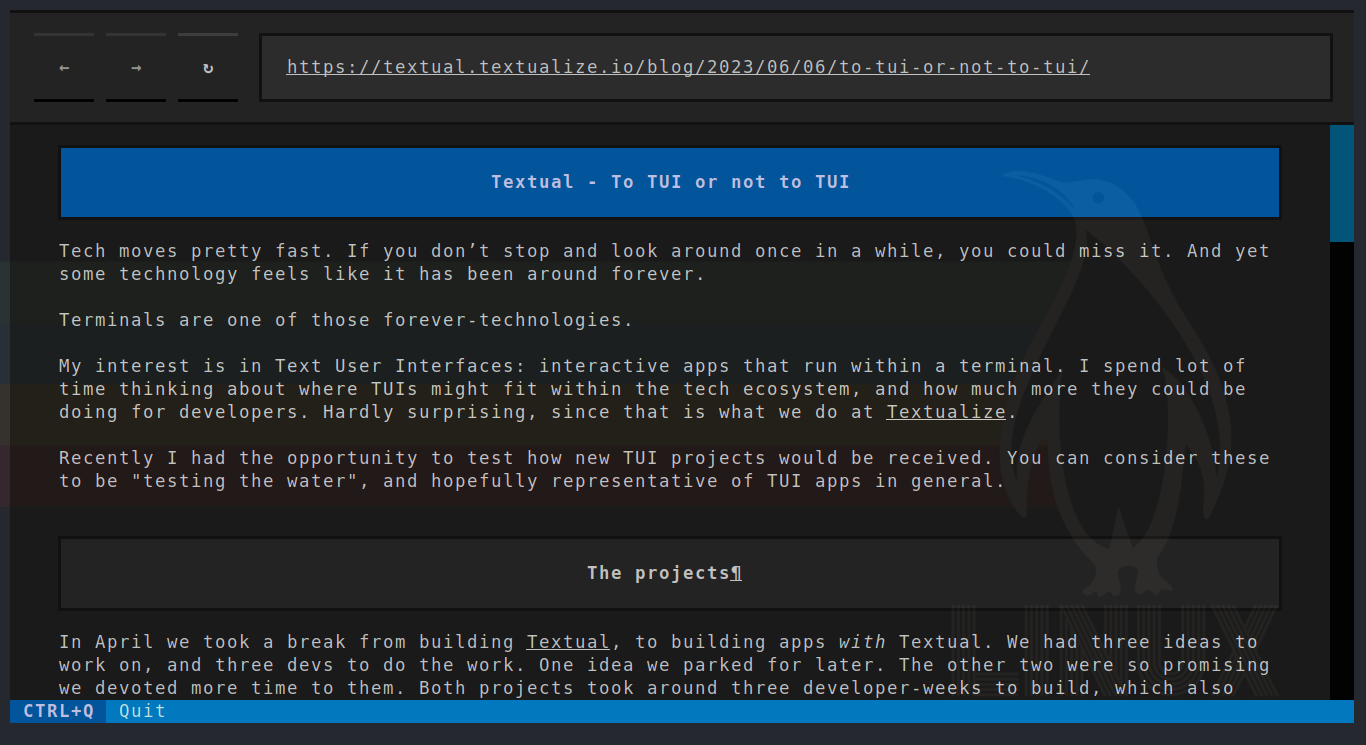 ← → ↻ https://textual.textualize.io/blog/2023/06/06/to-tui-or-not-to-tui/
Textual - To TUI or not to TUI
Tech moves pretty fast. If you don’t stop and look around once in a while, you could miss it. And yet
some technology feels like it has been around forever.
Terminals are one of those forever-technologies.
My interest is in Text User Interfaces: interactive apps that run within a terminal. I spend lot of
time thinking about where TUIs might fit within the tech ecosystem, and how much more they could be
doing for developers. Hardly surprising, since that is what we do at Textualize.
Recently I had the opportunity to test how new TUI projects would be received. You can consider these
to be "testing the water", and hopefully representative of TUI apps in general.
The projects¶
In April we took a break from building Textual, to building apps with Textual. We had three ideas to
work on, and three devs to do the work. One idea we parked for later. The other two were so promising
we devoted more time to them. Both projects took around three developer-weeks to build, which also
LINUX
CTRL+Q Quit